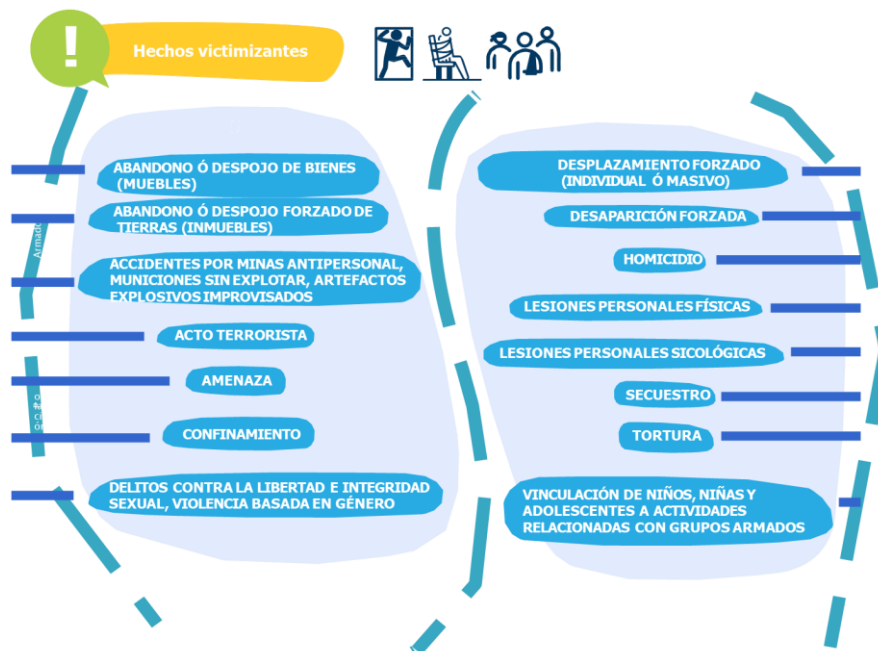 !
Hechos victimizantes
ABANDONO Ó DESPOJO DE BIENES
(MUEBLES)
ABANDONO Ó DESPOJO FORZADO DE
TIERRAS (INMUEBLES)
ACCIDENTES POR MINAS ANTIPERSONAL,
MUNICIONES SIN EXPLOTAR, ARTEFACTOS
EXPLOSIVOS IMPROVISADOS
ACTO TERRORISTA
AMENAZA
CONFINAMIENTO
DELITOS CONTRA LA LIBERTAD E INTEGRIDAD
SEXUAL, VIOLENCIA BASADA EN GÉNERO
Armado
DESPLAZAMIENTO FORZADO
(INDIVIDUAL Ó MASIVO)
DESAPARICIÓN FORZADA
HOMICIDIO
LESIONES PERSONALES FÍSICAS
LESIONES PERSONALES SICOLÓGICAS
SECUESTRO
TORTURA
VINCULACIÓN DE NIÑOS, NIÑAS Y
ADOLESCENTES A ACTIVIDADES
RELACIONADAS CON GRUPOS ARMADOS